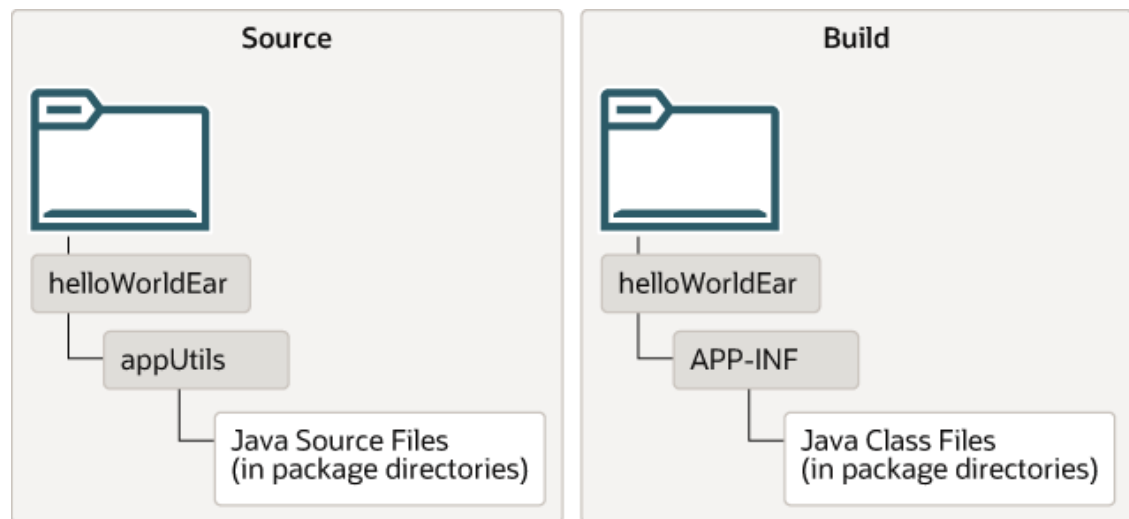 Source
helloWorldEar
appUtils
Java Source Files
(in package directories)
Build
helloWorldEar
APP-INF
Java Class Files
(in package directories)